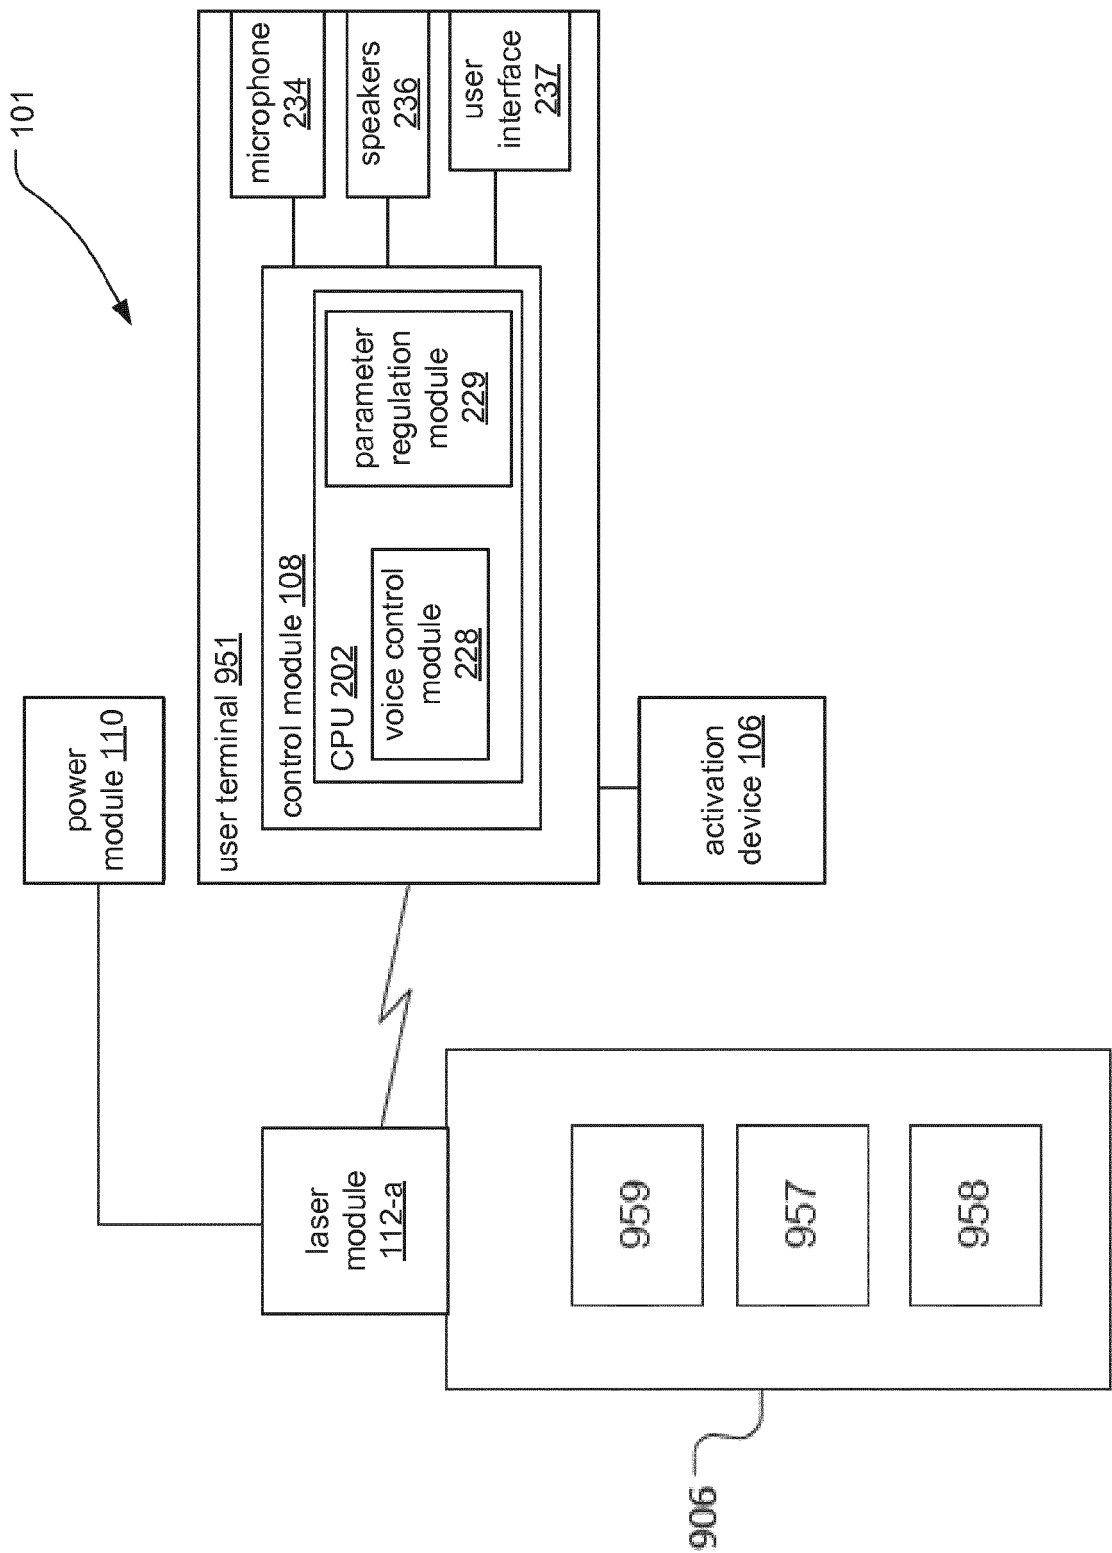 101
power
module 110
user terminal 951
control module 108
CPU 202
voice control
module
228
parameter
regulation
module
229
microphone
234
speakers
236
user
interface
237
activation
device 106
laser
module
112-a
959
957
958
906